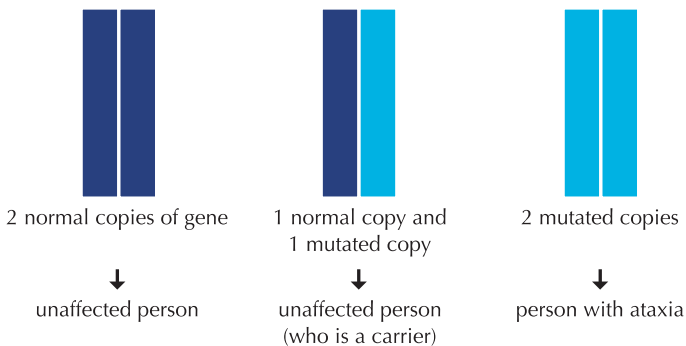 2 normal copies of gene
1 normal copy and
1 mutated copy
2 mutated copies
unaffected person
unaffected person
(who is a carrier)
person with ataxia